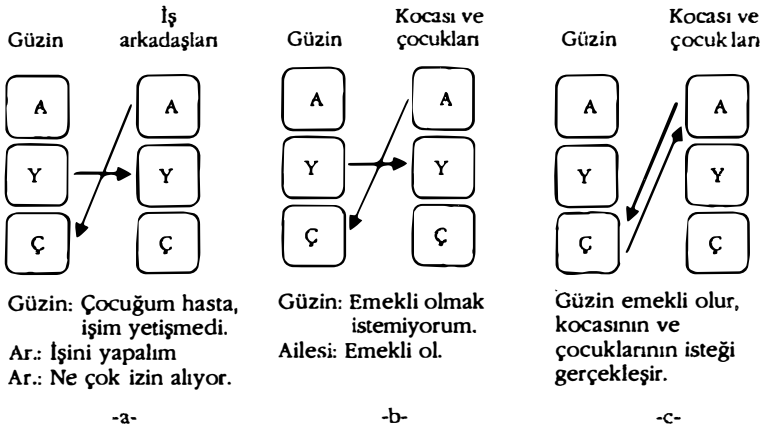 Güzin
İş
arkadaşları
A
A
Y
Y
Ç
Ç
Güzin: Çocuğum hasta,
işim yetişmedi.
Ar.: İşini yapalım
Ar.: Ne çok izin alıyor.
-a-
Güzin
Kocası ve
çocukları
A
A
Y
Y
Ç
Ç
Güzin: Emekli olmak
istemiyorum.
Ailesi: Emekli ol.
-b-
Güzin
Kocası ve
çocukları
A
A
Y
Y
Ç
Ç
Güzin emekli olur,
kocasının ve
çocuklarının isteği
gerçekleşir.
-c-